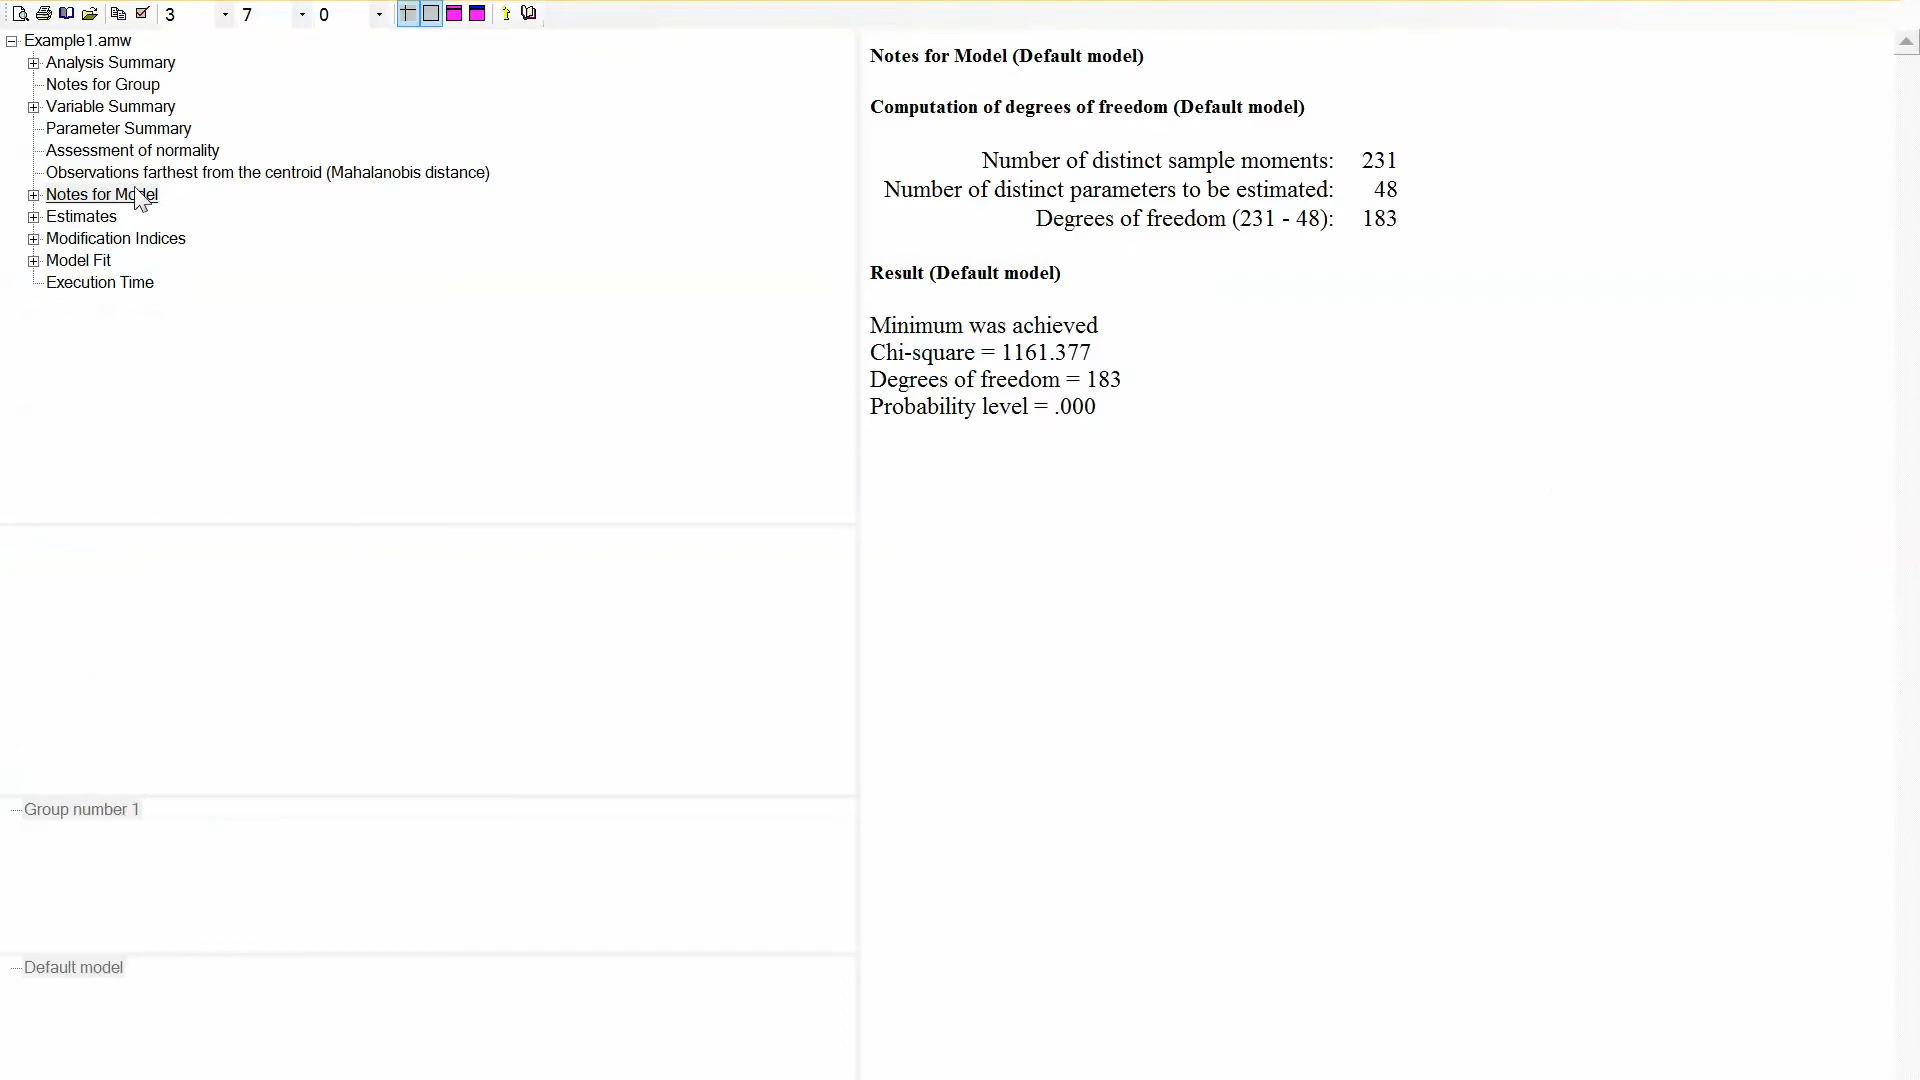 3 7 0
Example1.amw
Analysis Summary
Notes for Group
Variable Summary
Parameter Summary
Assessment of normality
Observations farthest from the centroid (Mahalanobis distance)
Notes for Model
Estimates
Modification Indices
Model Fit
Execution Time
Group number 1
Default model
Notes for Model (Default model)
Computation of degrees of freedom (Default model)
Number of distinct sample moments: 231
Number of distinct parameters to be estimated: 48
Degrees of freedom (231 - 48): 183
Result (Default model)
Minimum was achieved
Chi-square = 1161.377
Degrees of freedom = 183
Probability level = .000